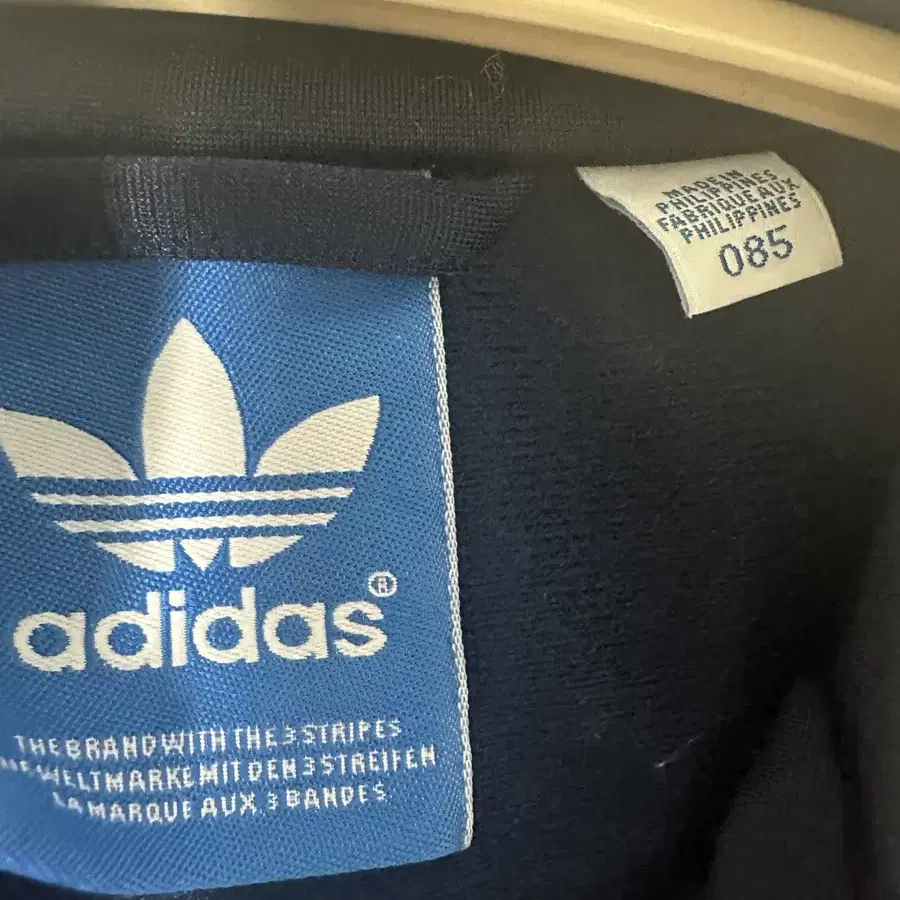 adidas®
THE BRAND WITH THE 3 STRIPES
WELTMARKE MIT DEN 3 STREIFEN
LA MARQUE AUX 3 BANDES
MADE IN
PHILIPPINES
FABRIQUE AUX
PHILIPPINES
085